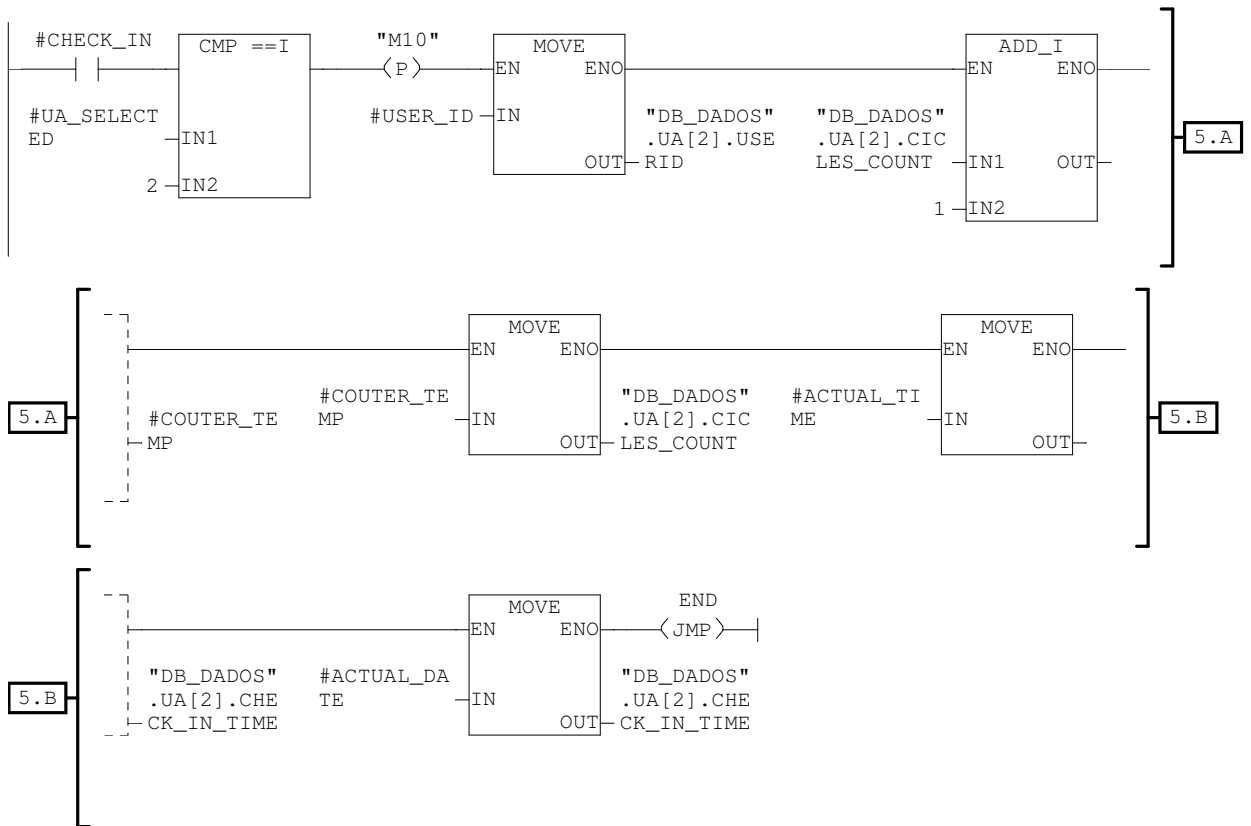 #CHECK_IN
CMP ==I
"M10"
MOVE
ADD_I
(P)
EN ENO
EN ENO
#UA_SELECT
ED
IN1
#USER_ID
IN
"DB_DADOS"
.UA[2].USE
RID
OUT
"DB_DADOS"
.UA[2].CIC
LES_COUNT
IN1 OUT
5.A
2
IN2
1
IN2
MOVE
MOVE
EN ENO
EN ENO
5.A
#COUTER_TE
MP
#COUTER_TE
MP
IN
OUT
"DB_DADOS"
.UA[2].CIC
LES_COUNT
#ACTUAL_TI
ME
IN
OUT
5.B
MOVE
END
EN ENO
(JMP)
5.B
"DB_DADOS"
.UA[2].CHE
CK_IN_TIME
#ACTUAL_DA
TE
IN
OUT
"DB_DADOS"
.UA[2].CHE
CK_IN_TIME